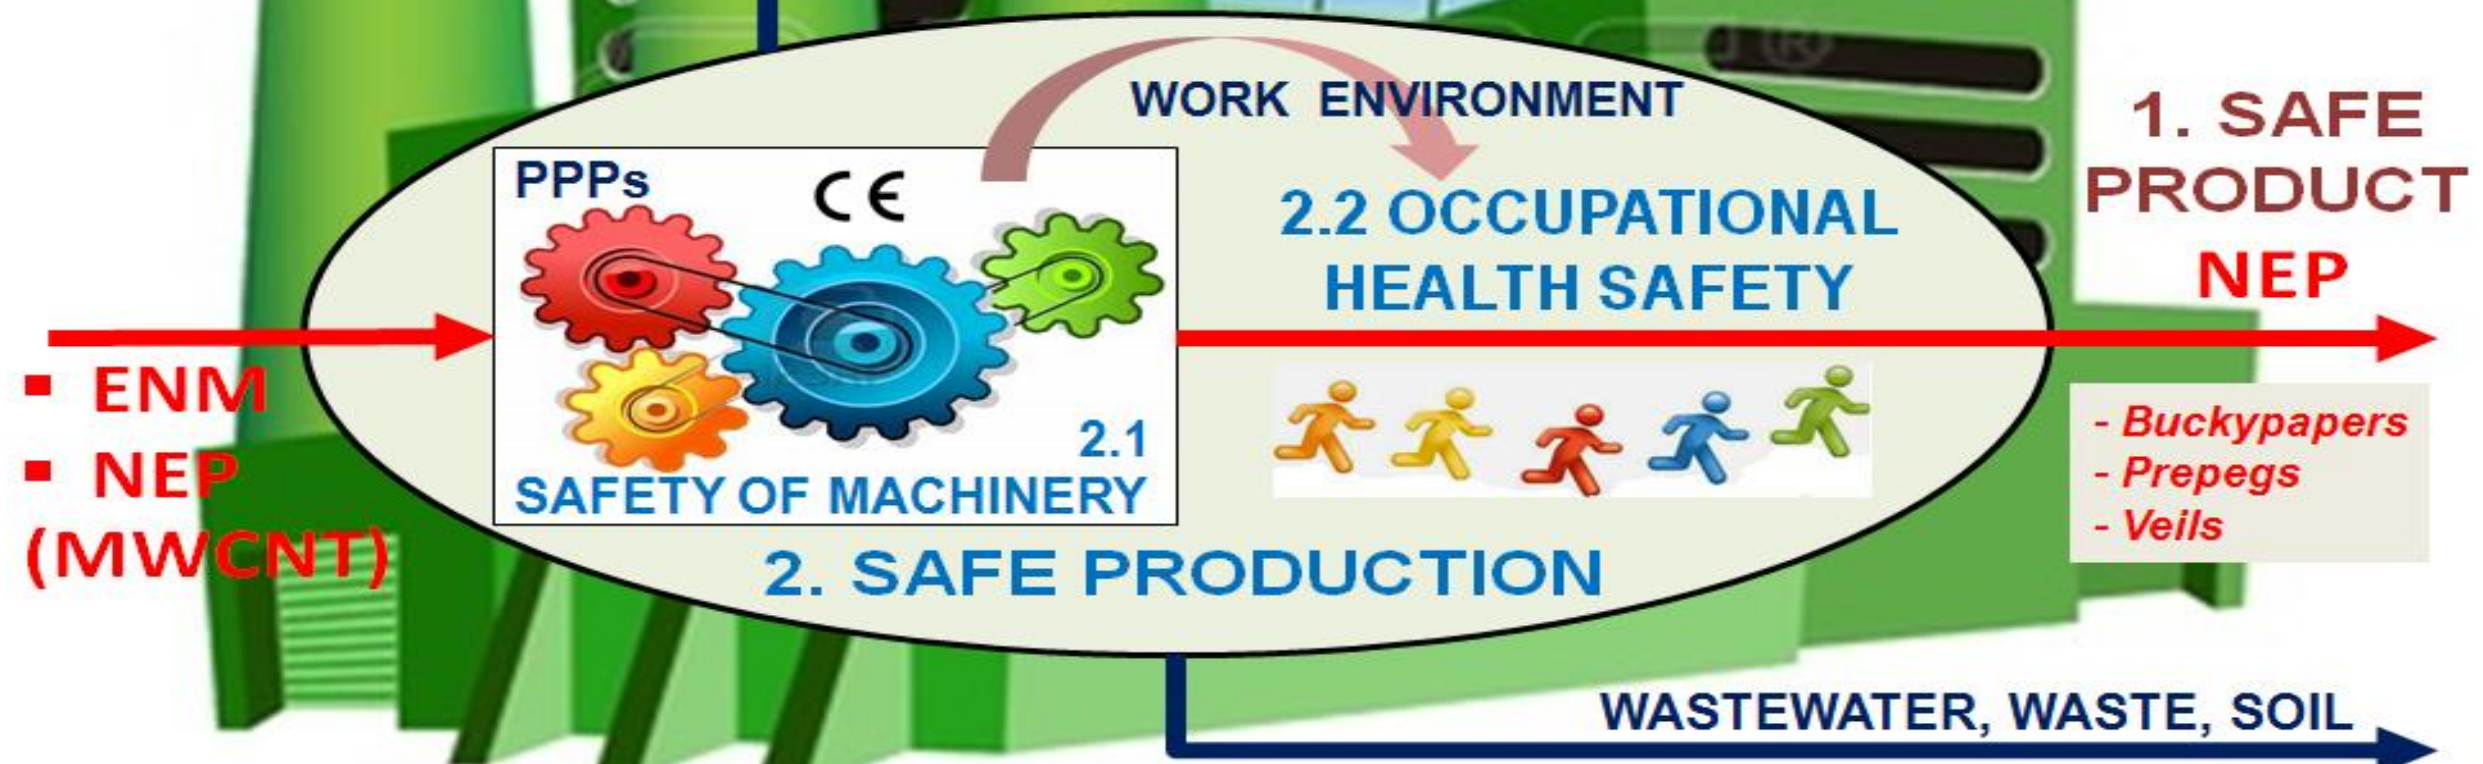 WORK ENVIRONMENT
1. SAFE
PRODUCT
NEP
PPPs
CE
2.2 OCCUPATIONAL
HEALTH SAFETY
▪ ENM
▪ NEP
(MWCNT)
2.1
SAFETY OF MACHINERY
- Buckypapers
- Prepegs
- Veils
2. SAFE PRODUCTION
WASTEWATER, WASTE, SOIL